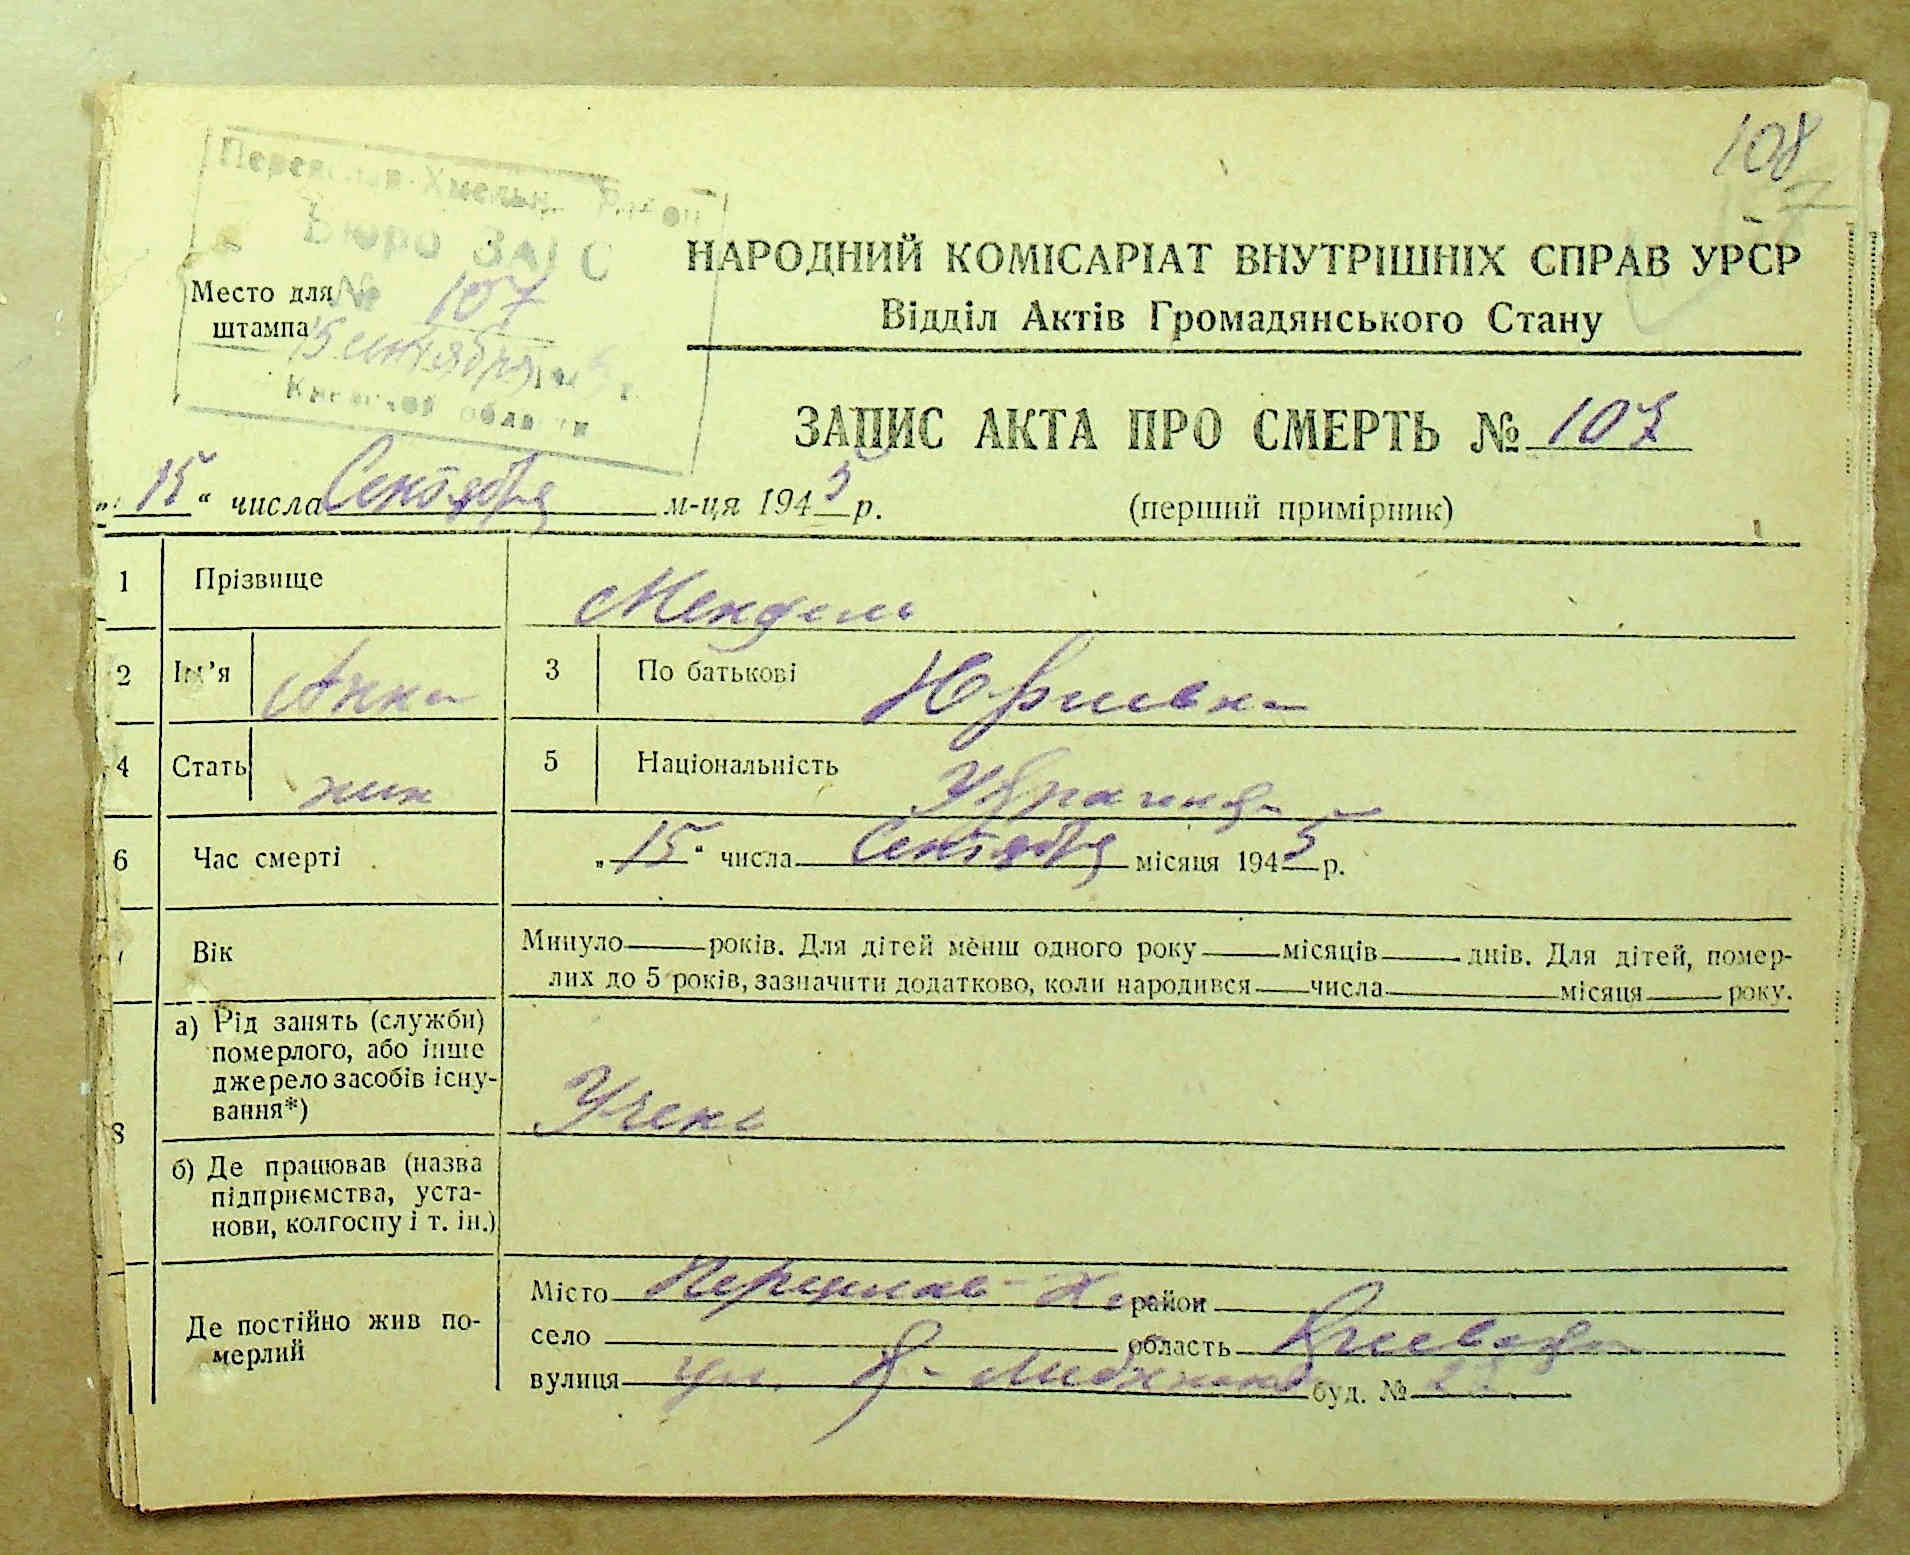 108
Переяслав-Хмельн. Район
Бюро ЗАГС
Место для № 107
штампа 15 сентября 194 5 г.
Киевской области
НАРОДНИЙ КОМІСАРІАТ ВНУТРІШНІХ СПРАВ УРСР
Відділ Актів Громадянського Стану
ЗАПИС АКТА ПРО СМЕРТЬ № 107
„ 15 “ числа Сентября м-ця 1945 р. (перший примірник)
1 Прізвище Мендель
2 Ім’я Анна 3 По батькові Юриевна
4 Стать жин 5 Національність Украинка
6 Час смерті „ 15 “ числа Сентября місяця 1945 р.
7 Вік Минуло років. Для дітей менш одного року місяців днів. Для дітей, помер-
лих до 5 років, зазначити додатково, коли народився числа місяця року.
8 а) Рід занять (служби)
померлого, або інше
джерело засобів існу-
вання*) Учень
б) Де працював (назва
підприємства, уста-
нови, колгоспу і т. ін.)
Де постійно жив по-
мерлий
Місто район
село область Киевская
вулиця ул. буд. №